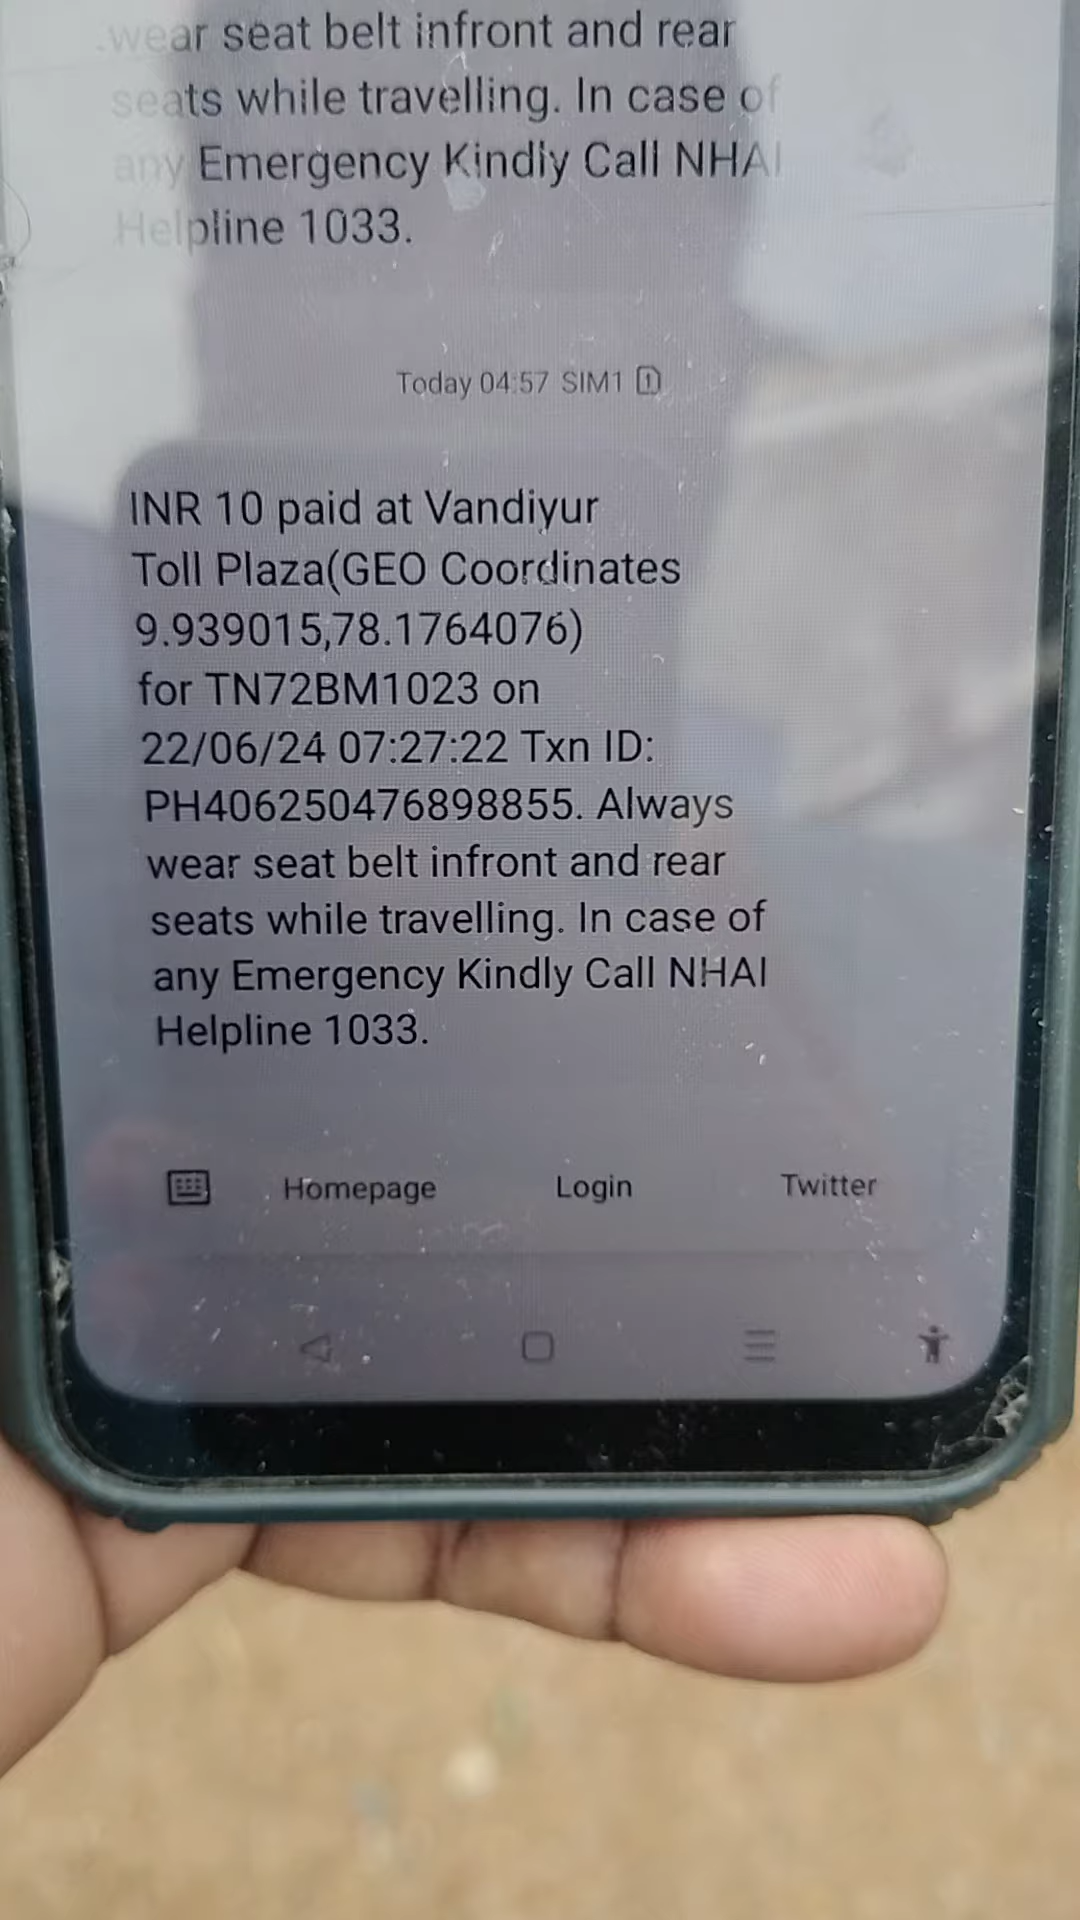 wear seat belt infront and rear
seats while travelling. In case of
any Emergency Kindly Call NHAI
Helpline 1033.
Today 04:57 SIM1
INR 10 paid at Vandiyur
Toll Plaza(GEO Coordinates
9.939015,78.1764076)
for TN72BM1023 on
22/06/24 07:27:22 Txn ID:
PH406250476898855. Always
wear seat belt infront and rear
seats while travelling. In case of
any Emergency Kindly Call NHAI
Helpline 1033.
Homepage Login Twitter